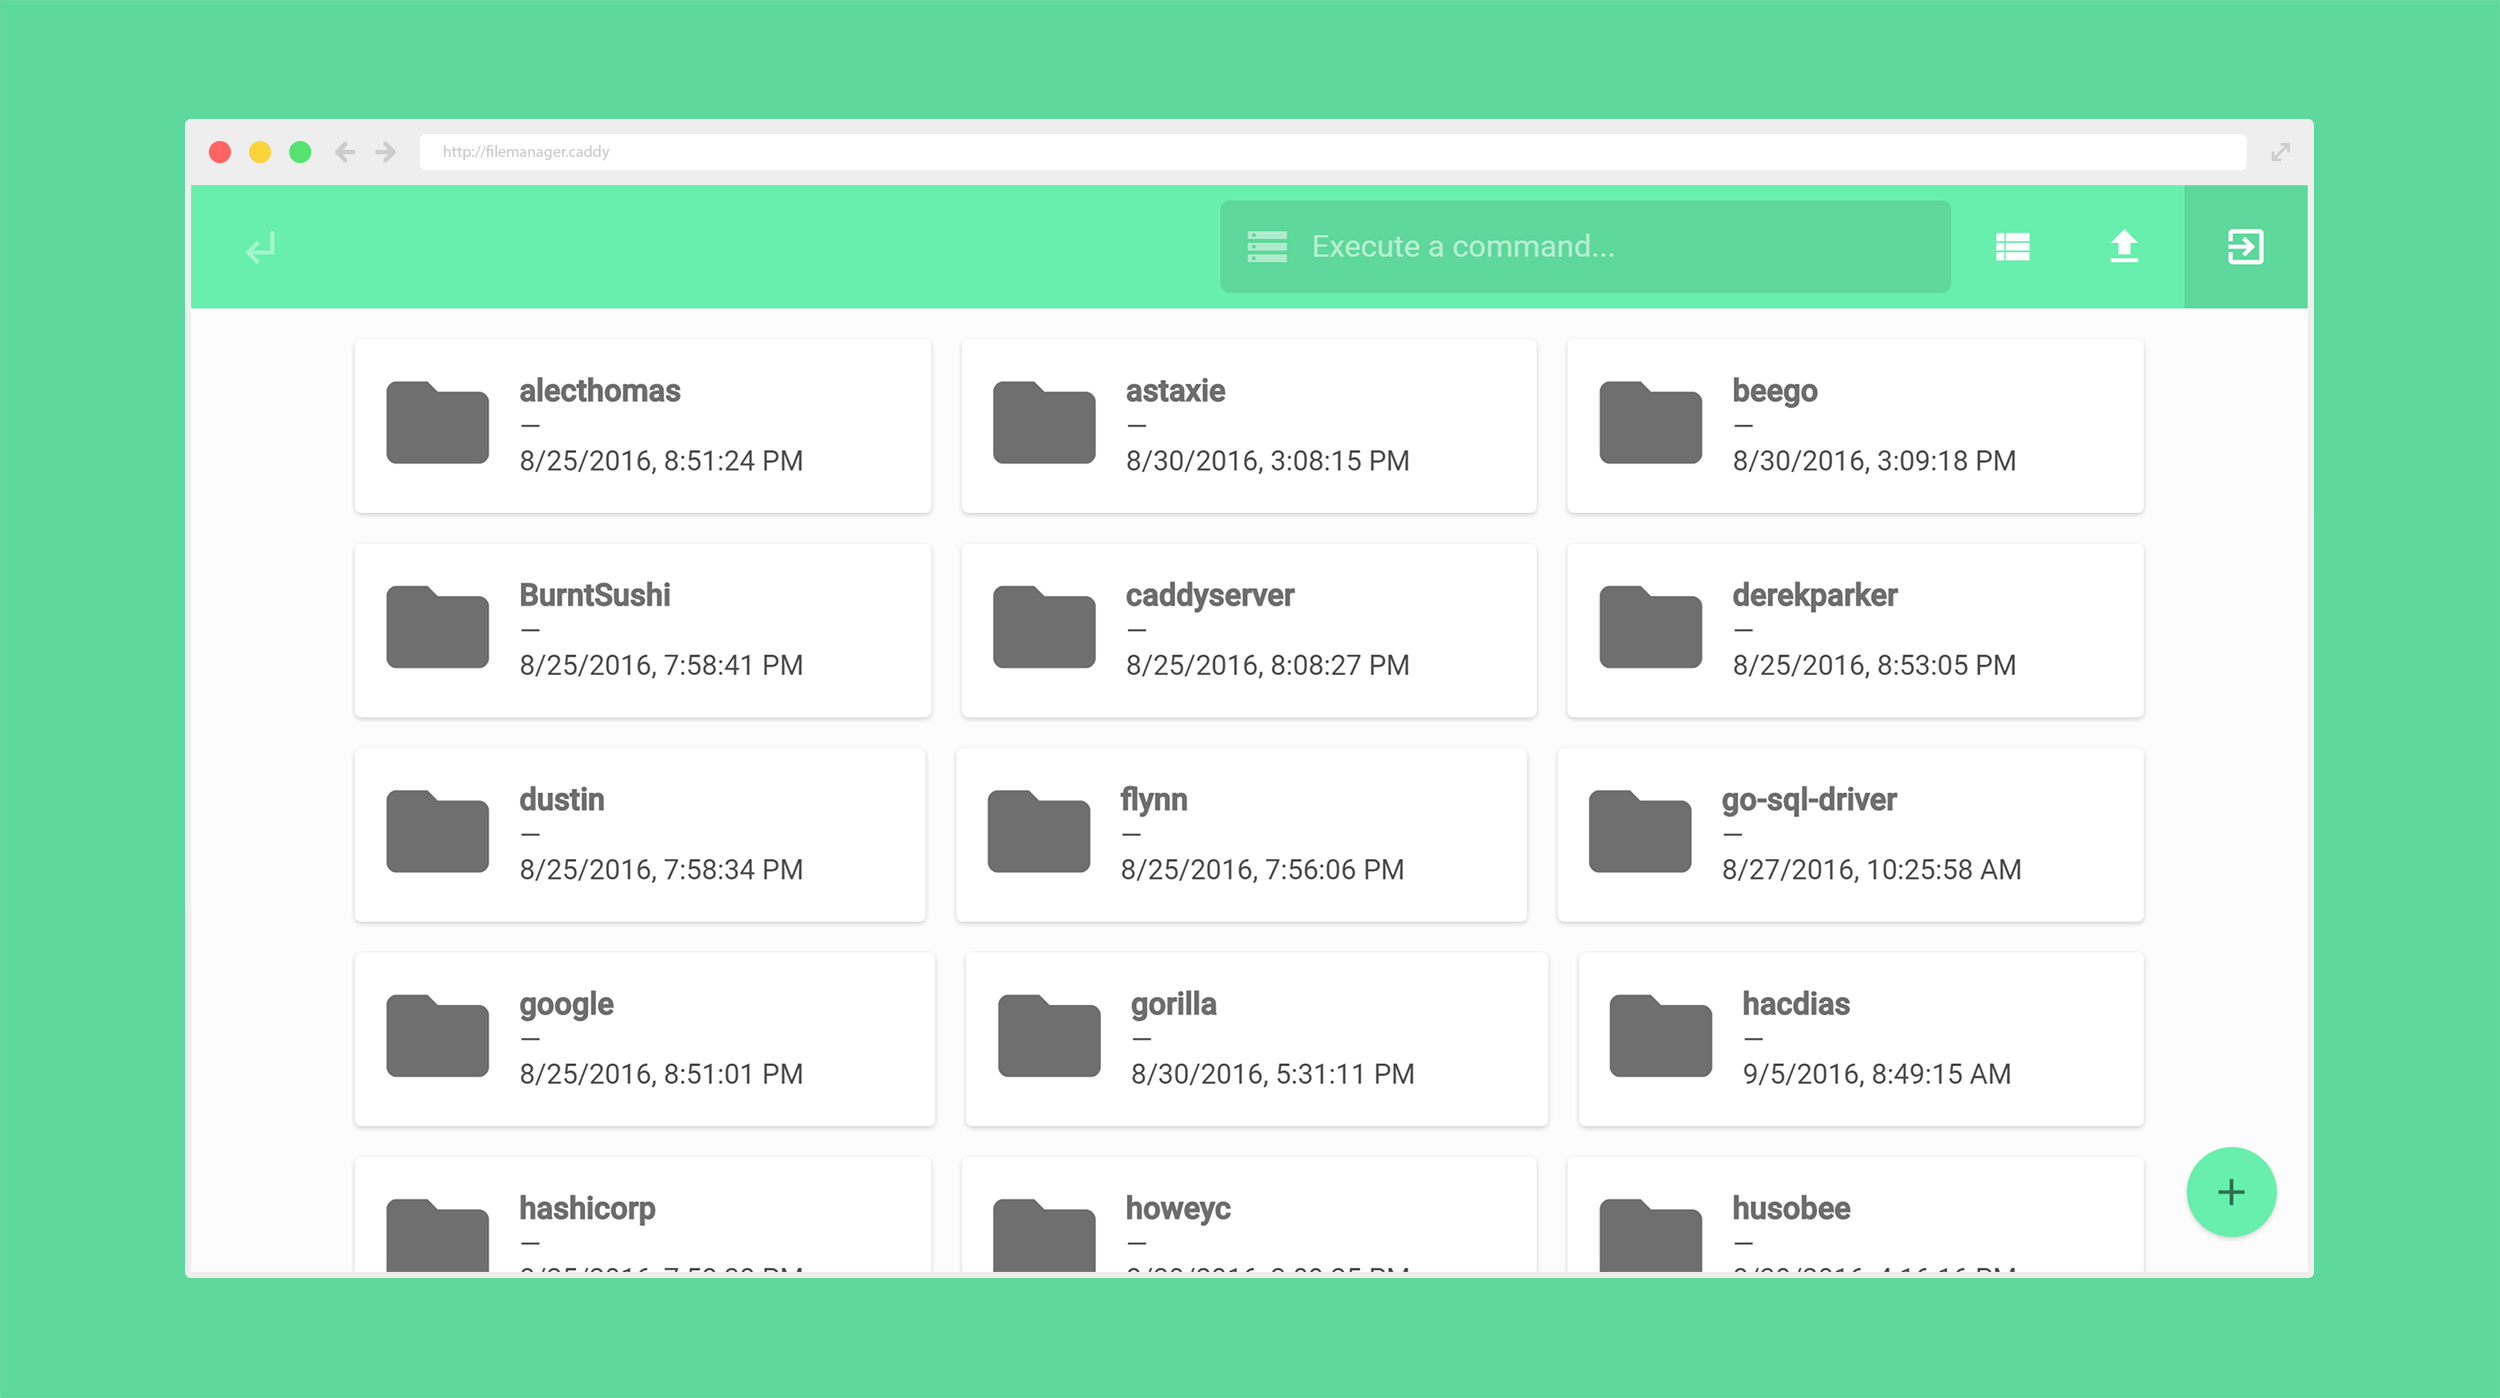 http://filemanager.caddy
Execute a command...
alecthomas
—
8/25/2016, 8:51:24 PM
astaxie
—
8/30/2016, 3:08:15 PM
beego
—
8/30/2016, 3:09:18 PM
BurntSushi
—
8/25/2016, 7:58:41 PM
caddyserver
—
8/25/2016, 8:08:27 PM
derekparker
—
8/25/2016, 8:53:05 PM
dustin
—
8/25/2016, 7:58:34 PM
flynn
—
8/25/2016, 7:56:06 PM
go-sql-driver
—
8/27/2016, 10:25:58 AM
google
—
8/25/2016, 8:51:01 PM
gorilla
—
8/30/2016, 5:31:11 PM
hacdias
—
9/5/2016, 8:49:15 AM
hashicorp
—
howeyc
—
husobee
—